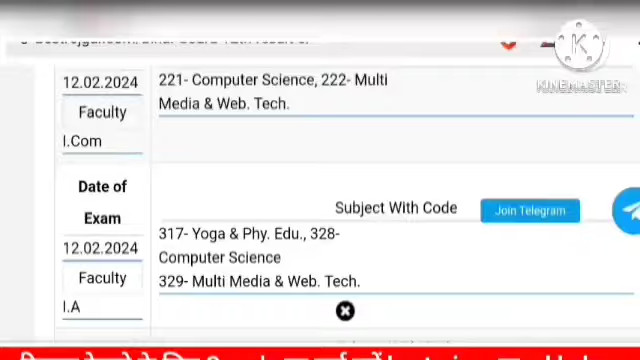 12.02.2024
221- Computer Science, 222- Multi
Media & Web. Tech.
Faculty
I.Com
Date of
Exam
Subject With Code
Join Telegram
12.02.2024
317- Yoga & Phy. Edu., 328-
Computer Science
329- Multi Media & Web. Tech.
Faculty
I.A
K
KINEMASTER